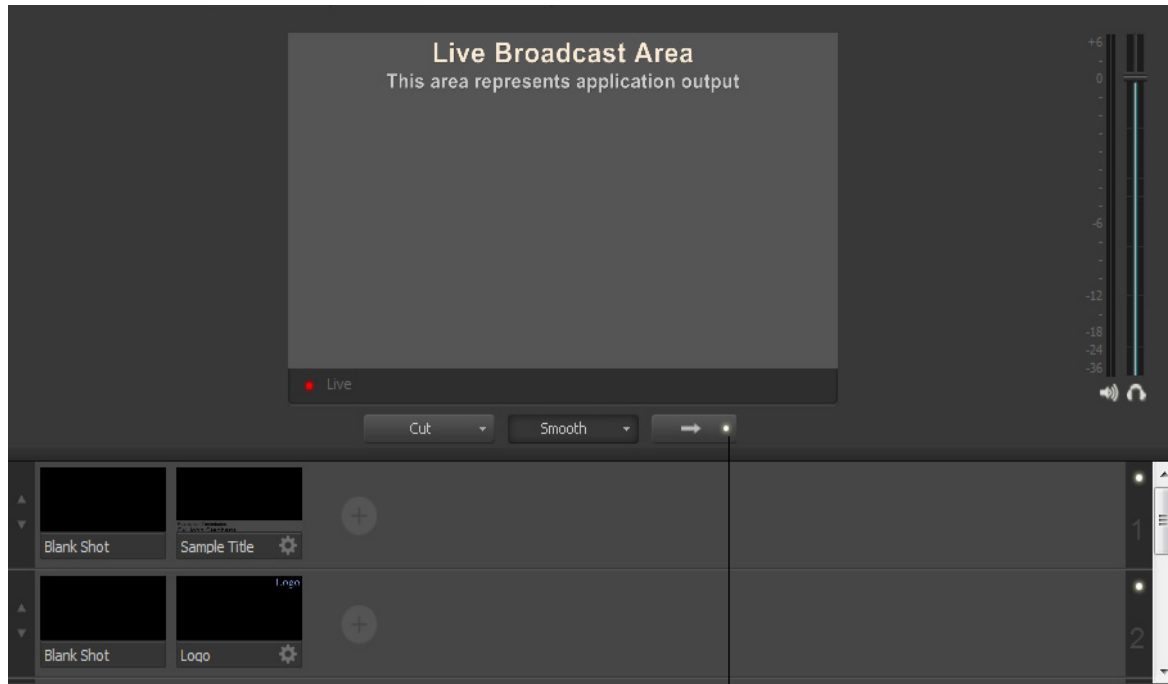 Live Broadcast Area
This area represents application output
+6
0
-6
-12
-18
-24
-36
Live
Cut
Smooth
Blank Shot
Sample Title
1
Logo
Blank Shot
Logo
2